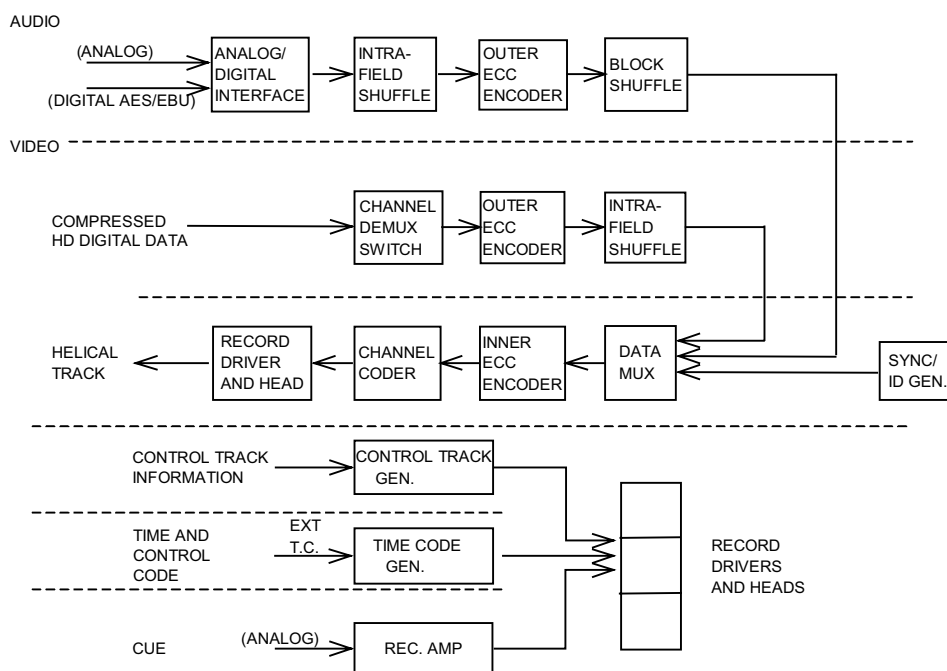 AUDIO
(ANALOG)
(DIGITAL AES/EBU)
ANALOG/
DIGITAL
INTERFACE
INTRA-
FIELD
SHUFFLE
OUTER
ECC
ENCODER
BLOCK
SHUFFLE
VIDEO
COMPRESSED
HD DIGITAL DATA
CHANNEL
DEMUX
SWITCH
OUTER
ECC
ENCODER
INTRA-
FIELD
SHUFFLE
HELICAL
TRACK
RECORD
DRIVER
AND HEAD
CHANNEL
CODER
INNER
ECC
ENCODER
DATA
MUX
SYNC/
ID GEN.
CONTROL TRACK
INFORMATION
CONTROL TRACK
GEN.
TIME AND
CONTROL
CODE
EXT
T.C.
TIME CODE
GEN.
RECORD
DRIVERS
AND HEADS
CUE
(ANALOG)
REC. AMP